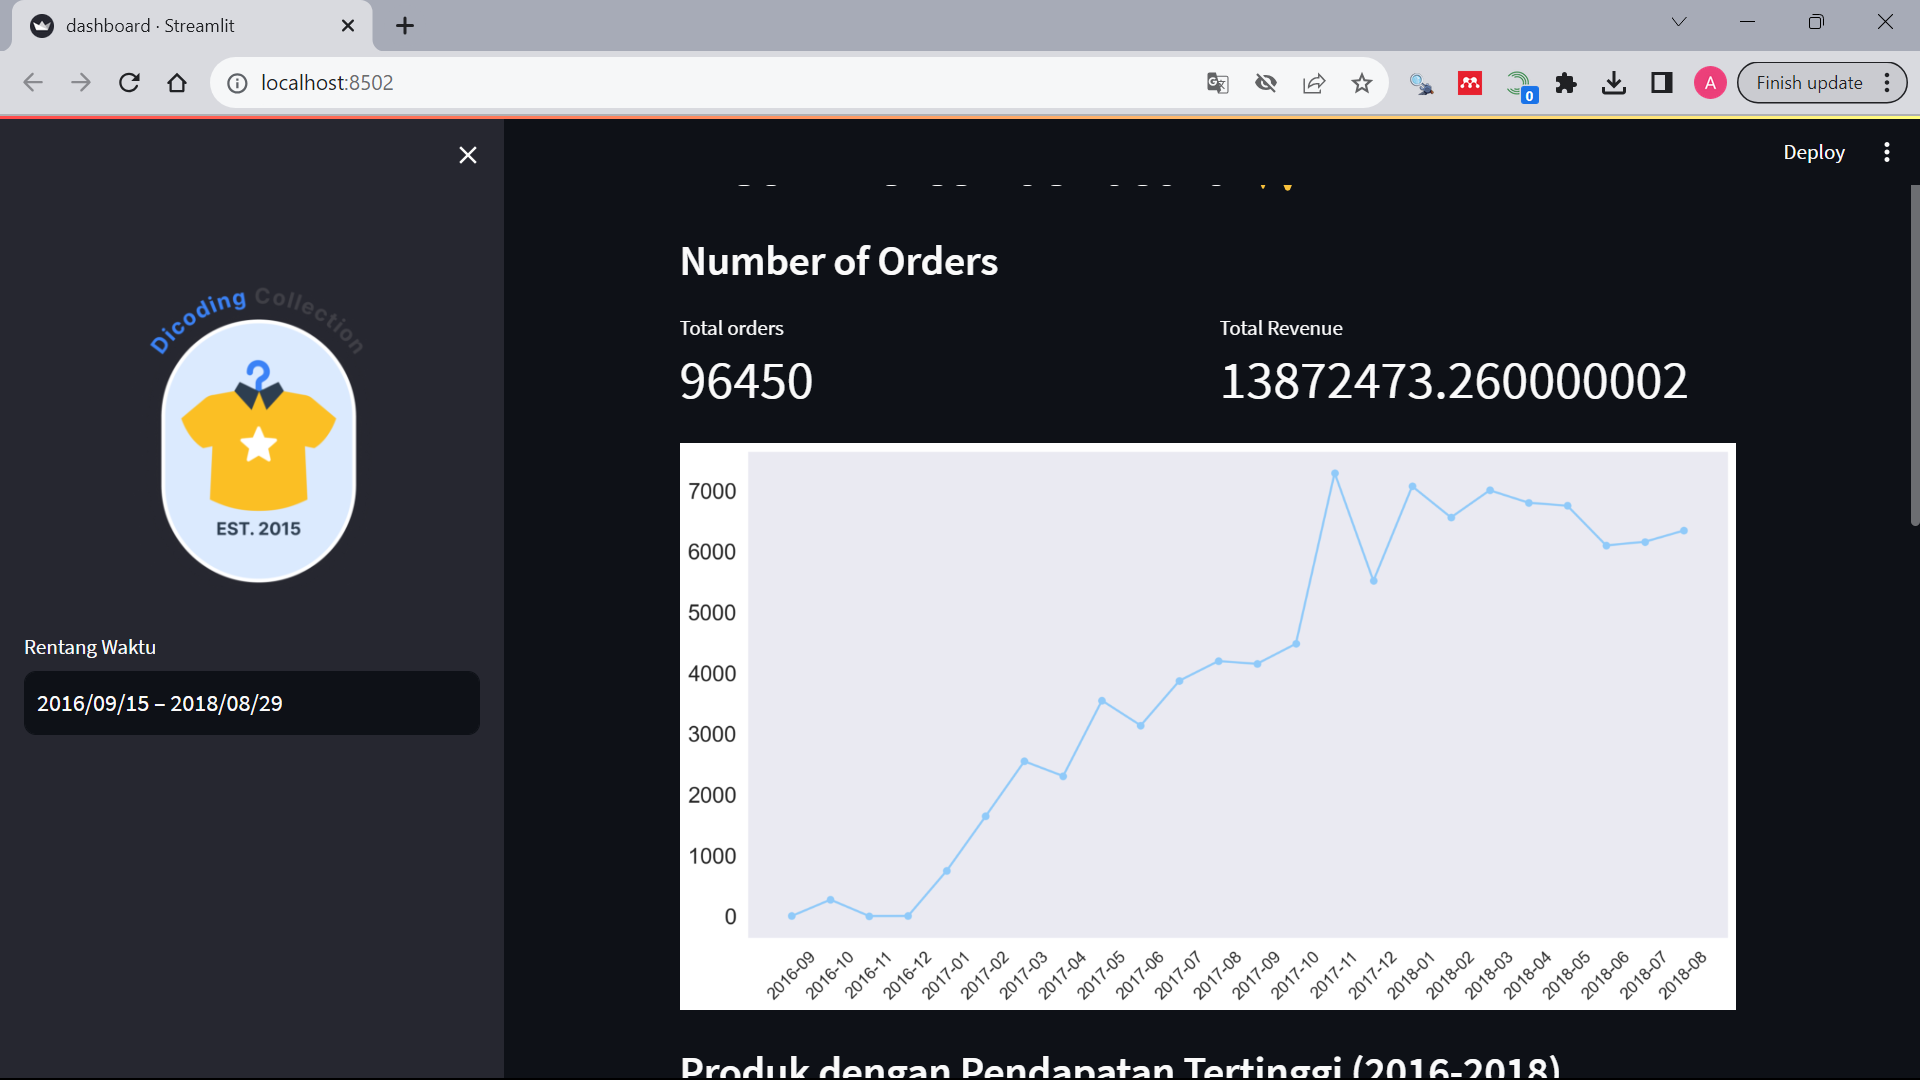 dashboard · Streamlit
localhost:8502
0
A
Finish update
Deploy
Dicoding Collection
EST. 2015
Rentang Waktu
2016/09/15 – 2018/08/29
Number of Orders
Total orders
96450
Total Revenue
13872473.260000002
7000
6000
5000
4000
3000
2000
1000
0
2016-09 2016-10 2016-11 2016-12 2017-01 2017-02 2017-03 2017-04 2017-05 2017-06 2017-07 2017-08 2017-09 2017-10 2017-11 2017-12 2018-01 2018-02 2018-03 2018-04 2018-05 2018-06 2018-07 2018-08
Produk dengan Pendapatan Tertinggi (2016-2018)